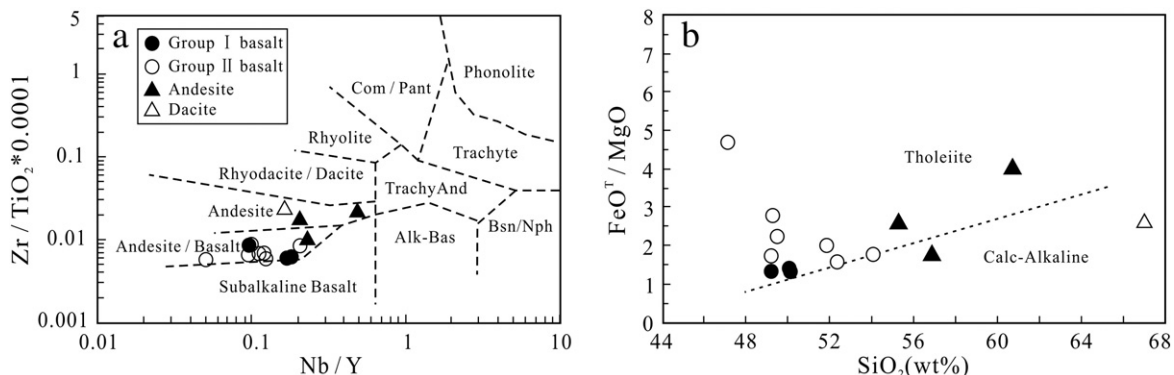 a
Group I basalt
Group II basalt
Andesite
Dacite
Phonolite
Com / Pant
Rhyolite
Trachyte
Rhyodacite / Dacite
TrachyAnd
Andesite
Bsn/Nph
Andesite / Basalt
Alk-Bas
Subalkaline Basalt
5
1
0.1
0.01
0.001
Zr / TiO₂*0.0001
0.01 0.1 1 10
Nb / Y
b
8
7
6
5
4
3
2
1
0
FeOᵀ / MgO
Tholeiite
Calc-Alkaline
44 48 52 56 60 64 68
SiO₂(wt%)